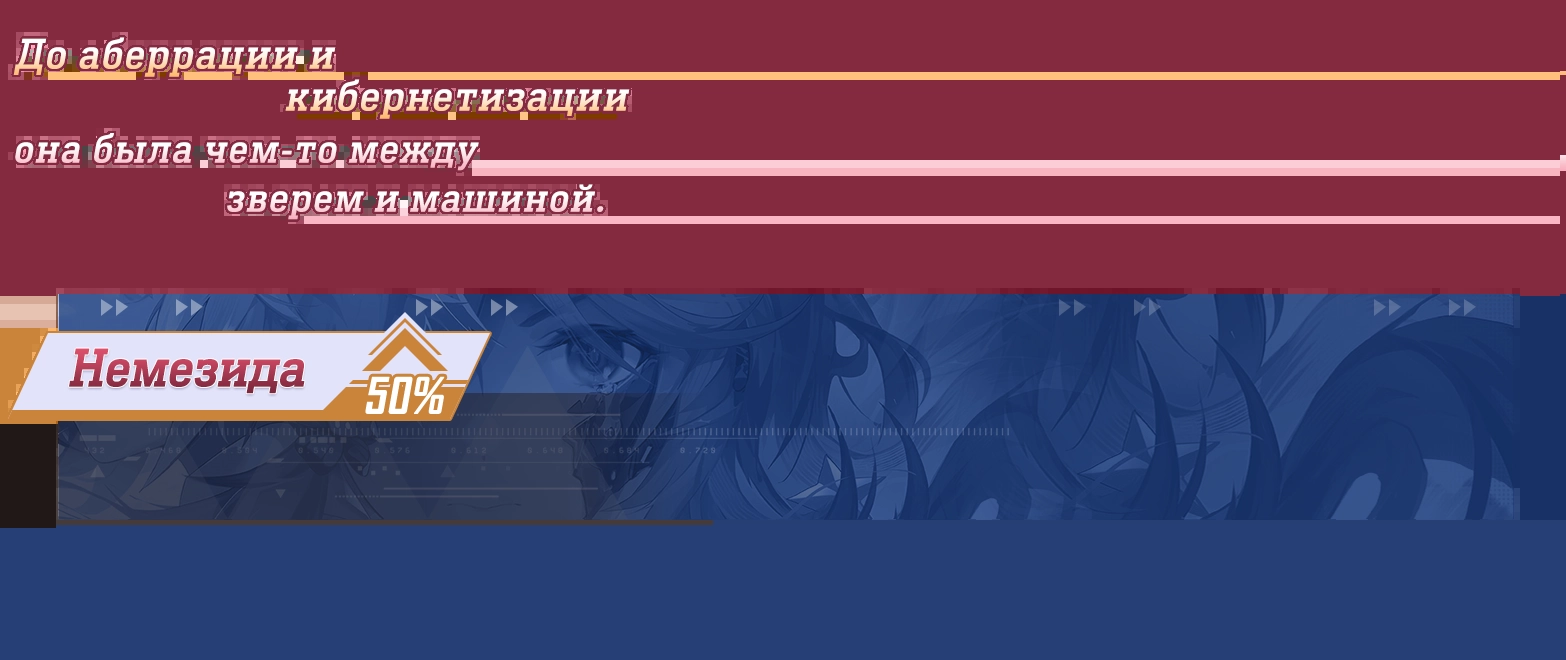 До аберрации и
кибернетизации
она была чем-то между
зверем и машиной.
Немезида
50%